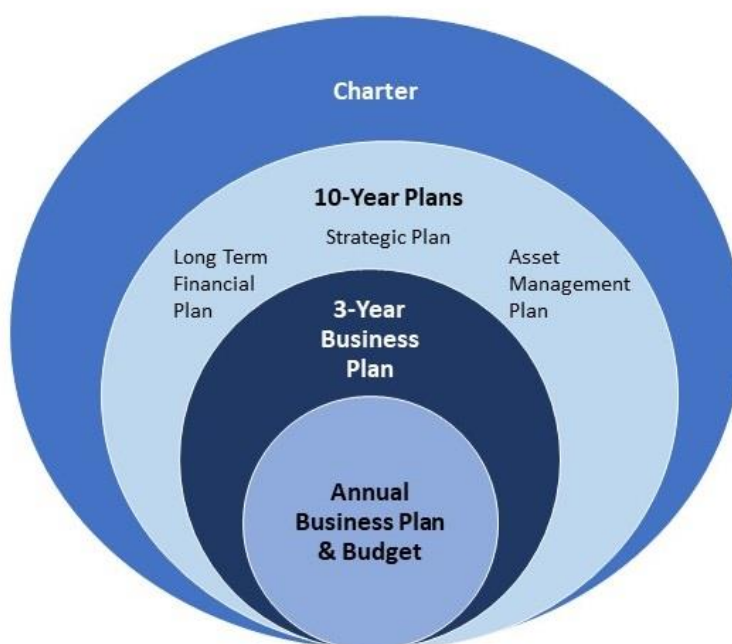 Charter
10-Year Plans
Strategic Plan
Long Term
Financial
Plan
Asset
Management
Plan
3-Year
Business
Plan
Annual
Business Plan
& Budget